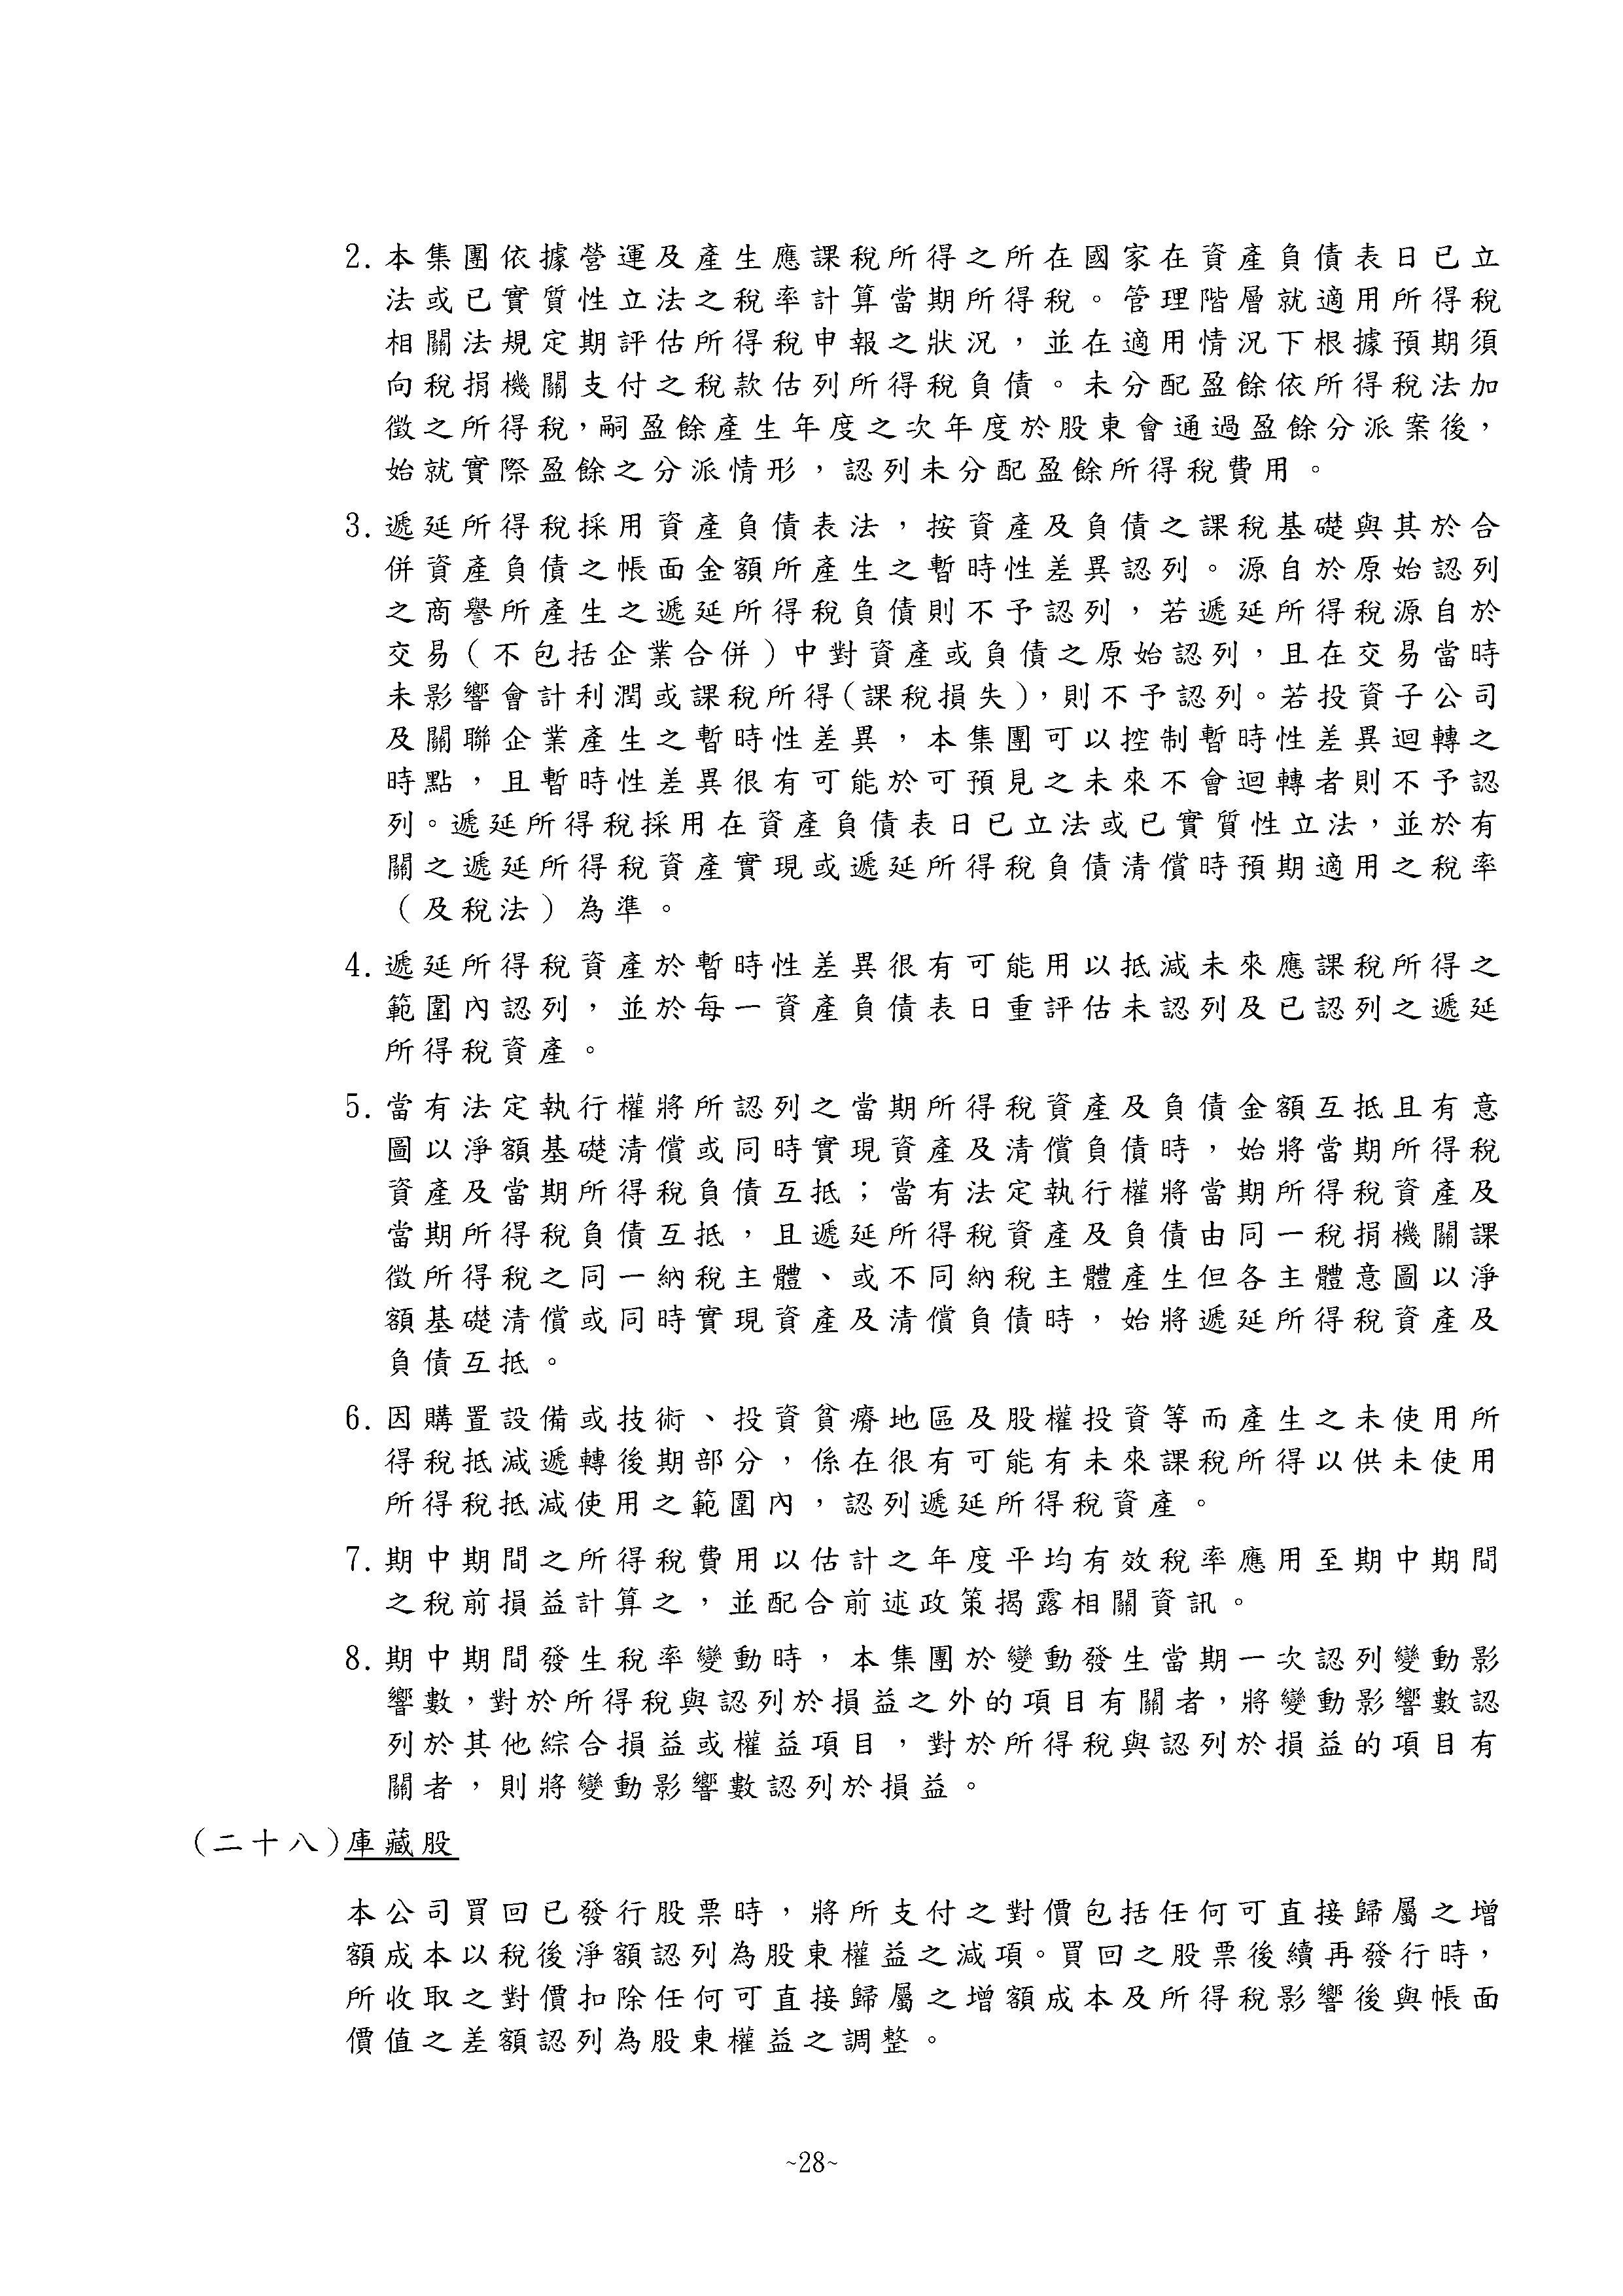 2.本集團依據營運及產生應課稅所得之所在國家在資產負債表日已立
法或已實質性立法之稅率計算當期所得稅。管理階層就適用所得稅
相關法規定期評估所得稅申報之狀況，並在適用情況下根據預期須
向稅捐機關支付之稅款估列所得稅負債。未分配盈餘依所得稅法加
徵之所得稅，嗣盈餘產生年度之次年度於股東會通過盈餘分派案後，
始就實際盈餘之分派情形，認列未分配盈餘所得稅費用。
3.遞延所得稅採用資產負債表法，按資產及負債之課稅基礎與其於合
併資產負債之帳面金額所產生之暫時性差異認列。源自於原始認列
之商譽所產生之遞延所得稅負債則不予認列，若遞延所得稅源自於
交易（不包括企業合併）中對資產或負債之原始認列，且在交易當時
未影響會計利潤或課稅所得（課稅損失），則不予認列。若投資子公司
及關聯企業產生之暫時性差異，本集團可以控制暫時性差異迴轉之
時點，且暫時性差異很有可能於可預見之未來不會迴轉者則不予認
列。遞延所得稅採用在資產負債表日已立法或已實質性立法，並於有
關之遞延所得稅資產實現或遞延所得稅負債清償時預期適用之稅率
（及稅法）為準。
4.遞延所得稅資產於暫時性差異很有可能用以抵減未來應課稅所得之
範圍內認列，並於每一資產負債表日重評估未認列及已認列之遞延
所得稅資產。
5.當有法定執行權將所認列之當期所得稅資產及負債金額互抵且有意
圖以淨額基礎清償或同時實現資產及清償負債時，始將當期所得稅
資產及當期所得稅負債互抵；當有法定執行權將當期所得稅資產及
當期所得稅負債互抵，且遞延所得稅資產及負債由同一稅捐機關課
徵所得稅之同一納稅主體、或不同納稅主體產生但各主體意圖以淨
額基礎清償或同時實現資產及清償負債時，始將遞延所得稅資產及
負債互抵。
6.因購置設備或技術、投資貧瘠地區及股權投資等而產生之未使用所
得稅抵減遞轉後期部分，係在很有可能有未來課稅所得以供未使用
所得稅抵減使用之範圍內，認列遞延所得稅資產。
7.期中期間之所得稅費用以估計之年度平均有效稅率應用至期中期間
之稅前損益計算之，並配合前述政策揭露相關資訊。
8.期中期間發生稅率變動時，本集團於變動發生當期一次認列變動影
響數，對於所得稅與認列於損益之外的項目有關者，將變動影響數認
列於其他綜合損益或權益項目，對於所得稅與認列於損益的項目有
關者，則將變動影響數認列於損益。
（二十八）庫藏股
本公司買回已發行股票時，將所支付之對價包括任何可直接歸屬之增
額成本以稅後淨額認列為股東權益之減項。買回之股票後續再發行時，
所收取之對價扣除任何可直接歸屬之增額成本及所得稅影響後與帳面
價值之差額認列為股東權益之調整。
~28~